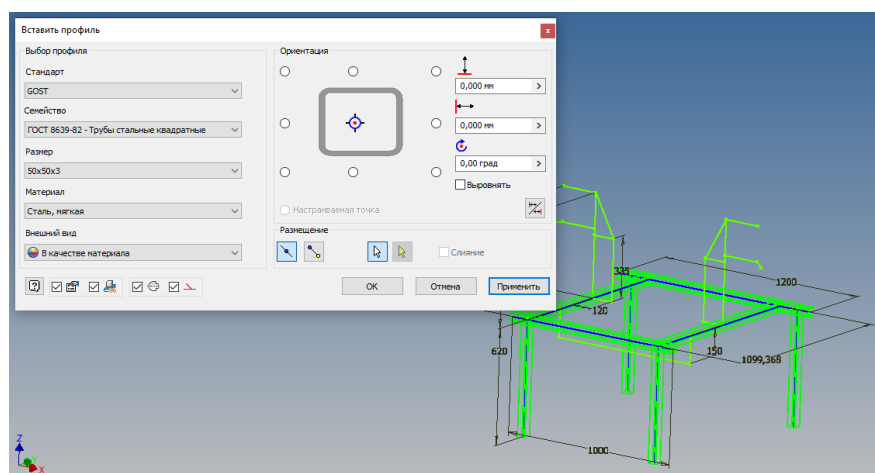 Вставить профиль
x
Выбор профиля
Стандарт
GOST
Семейство
ГОСТ 8639-82 - Трубы стальные квадратные
Размер
50x50x3
Материал
Сталь, мягкая
Внешний вид
В качестве материала
Ориентация
0,000 мм
0,000 мм
0,00 град
Выровнять
Настраиваемая точка
Размещение
Слияние
ОК
Отмена
Применить
325
1200
120
620
150
1099,368
1000
Z
Y
X